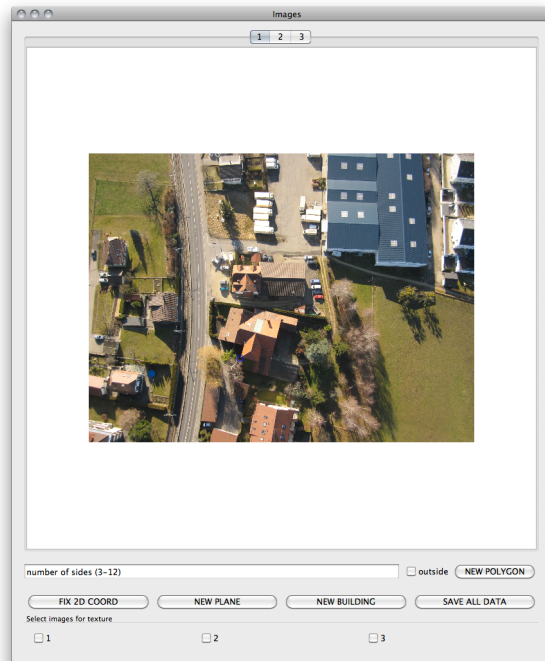 Images
1 2 3
number of sides (3-12) outside NEW POLYGON
FIX 2D COORD NEW PLANE NEW BUILDING SAVE ALL DATA
Select images for texture
1 2 3